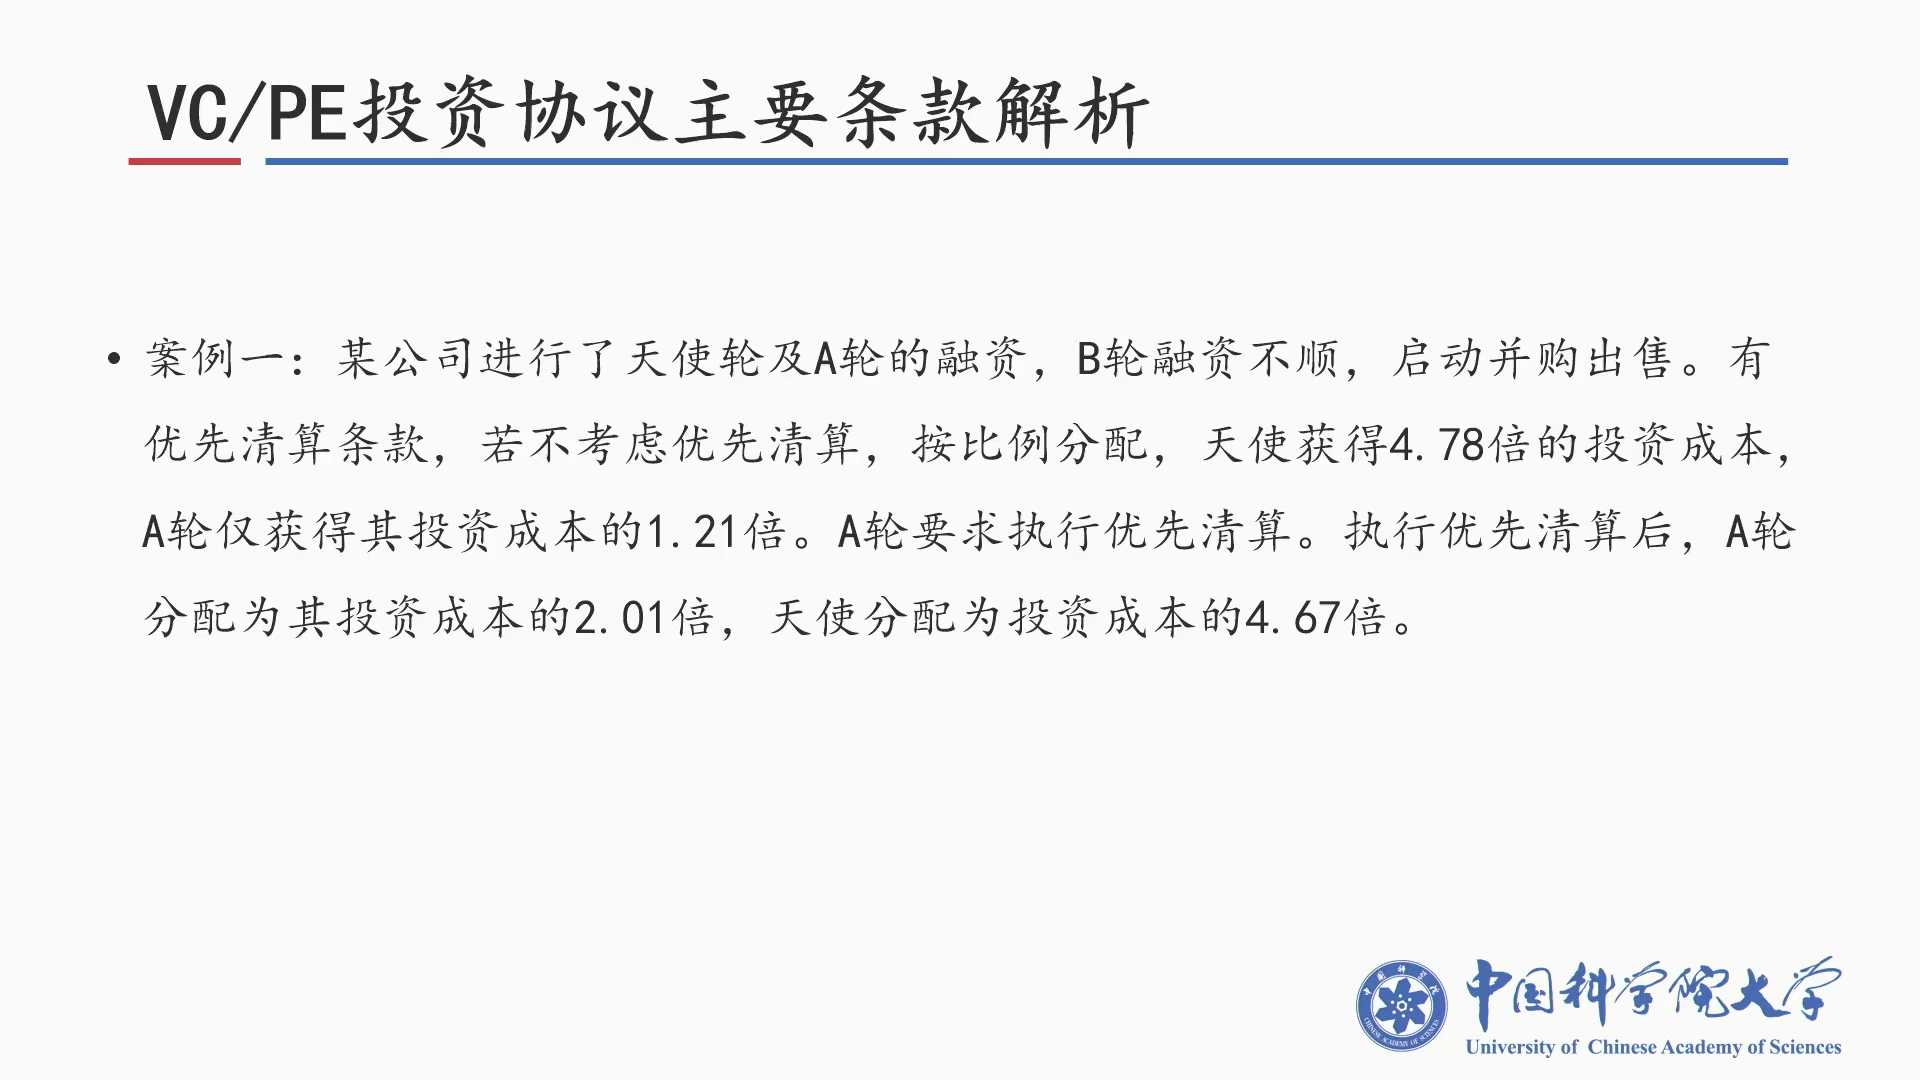 VC/PE投资协议主要条款解析
• 案例一：某公司进行了天使轮及A轮的融资，B轮融资不顺，启动并购出售。有
优先清算条款，若不考虑优先清算，按比例分配，天使获得4.78倍的投资成本，
A轮仅获得其投资成本的1.21倍。A轮要求执行优先清算。执行优先清算后，A轮
分配为其投资成本的2.01倍，天使分配为投资成本的4.67倍。
中国科学院大学
University of Chinese Academy of Sciences